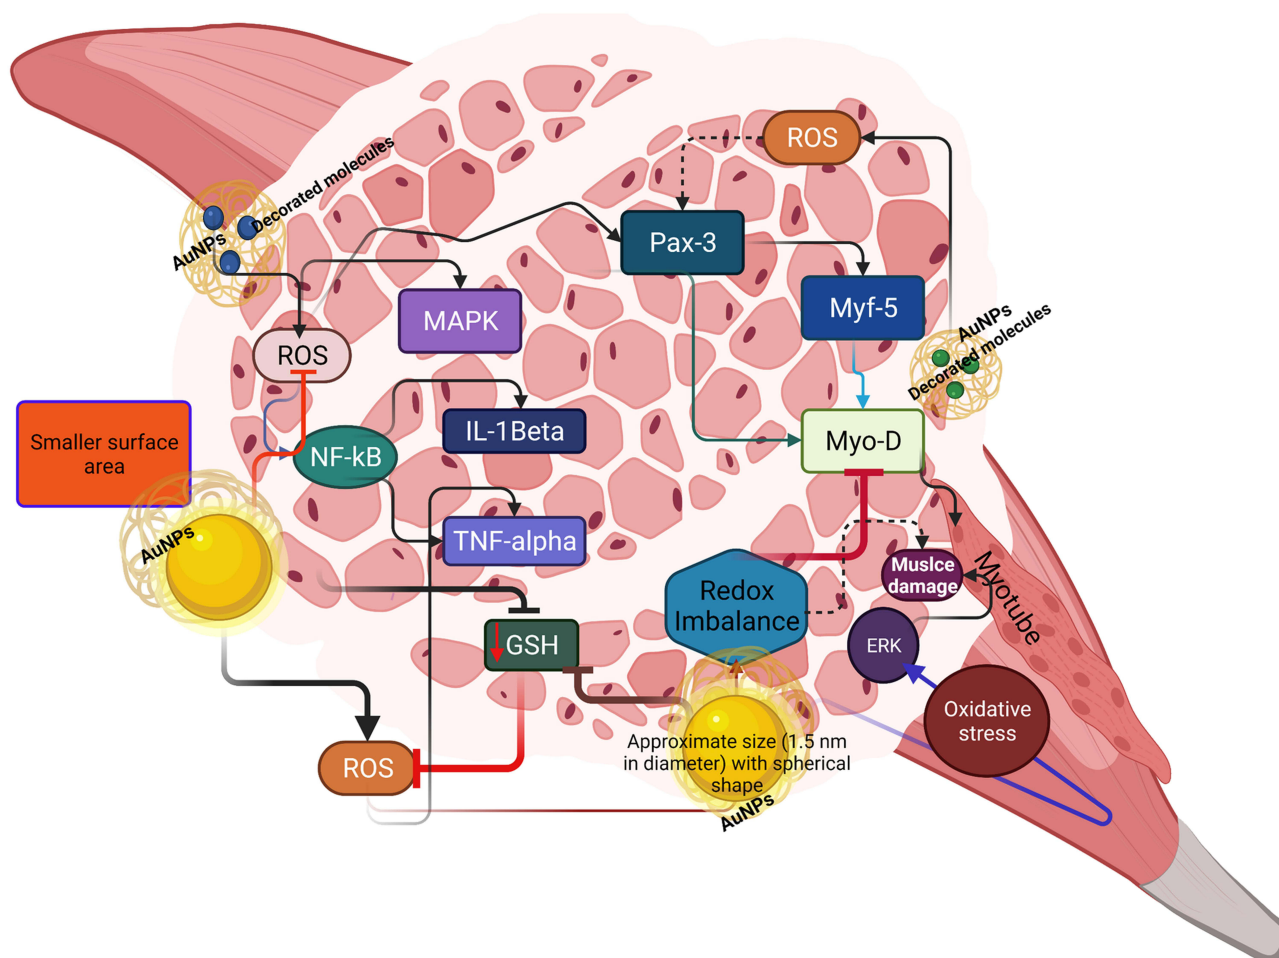 ROS
Decorated molecules
AuNPs
Pax-3
Myf-5
MAPK
AuNPs
Decorated molecules
ROS
IL-1Beta
Myo-D
Smaller surface
area
NF-kB
TNF-alpha
AuNPs
Muslce
damage
Myotube
Redox
Imbalance
GSH
ERK
Oxidative
stress
Approximate size (1.5 nm
in diameter) with spherical
shape
ROS
AuNPs